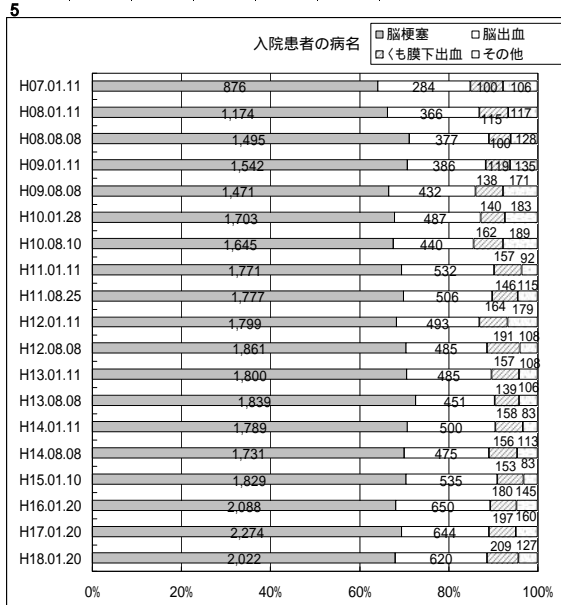 5
入院患者の病名
脳梗塞 脳出血
くも膜下出血 その他
H07.01.11 876 284 100 106
H08.01.11 1,174 366 115 117
H08.08.08 1,495 377 100 128
H09.01.11 1,542 386 119 135
H09.08.08 1,471 432 138 171
H10.01.28 1,703 487 140 183
H10.08.10 1,645 440 162 189
H11.01.11 1,771 532 157 92
H11.08.25 1,777 506 146 115
H12.01.11 1,799 493 164 179
H12.08.08 1,861 485 191 108
H13.01.11 1,800 485 157 108
H13.08.08 1,839 451 139 106
H14.01.11 1,789 500 158 83
H14.08.08 1,731 475 156 113
H15.01.10 1,829 535 153 83
H16.01.20 2,088 650 180 145
H17.01.20 2,274 644 197 160
H18.01.20 2,022 620 209 127
0% 20% 40% 60% 80% 100%